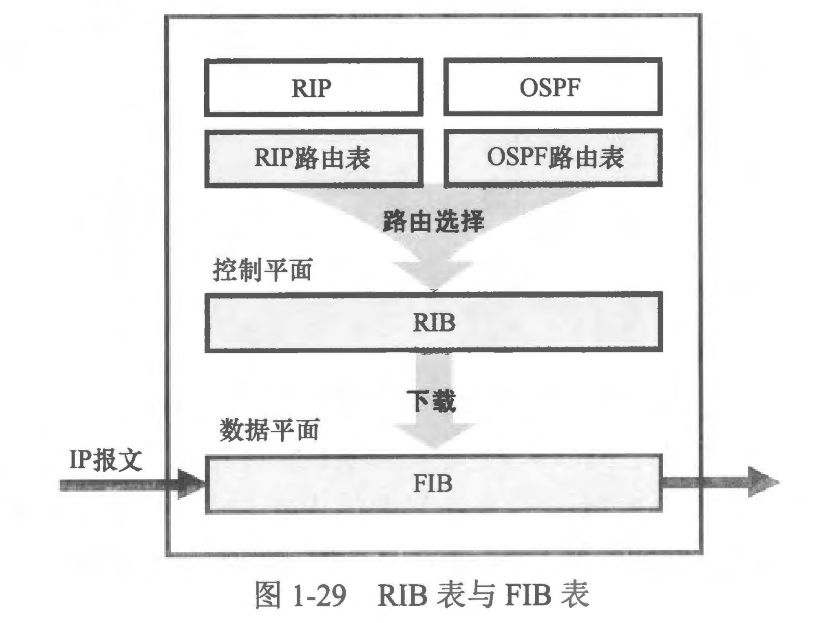 RIP
OSPF
RIP路由表
OSPF路由表
路由选择
控制平面
RIB
下载
数据平面
IP报文
FIB
图 1-29 RIB 表与 FIB 表